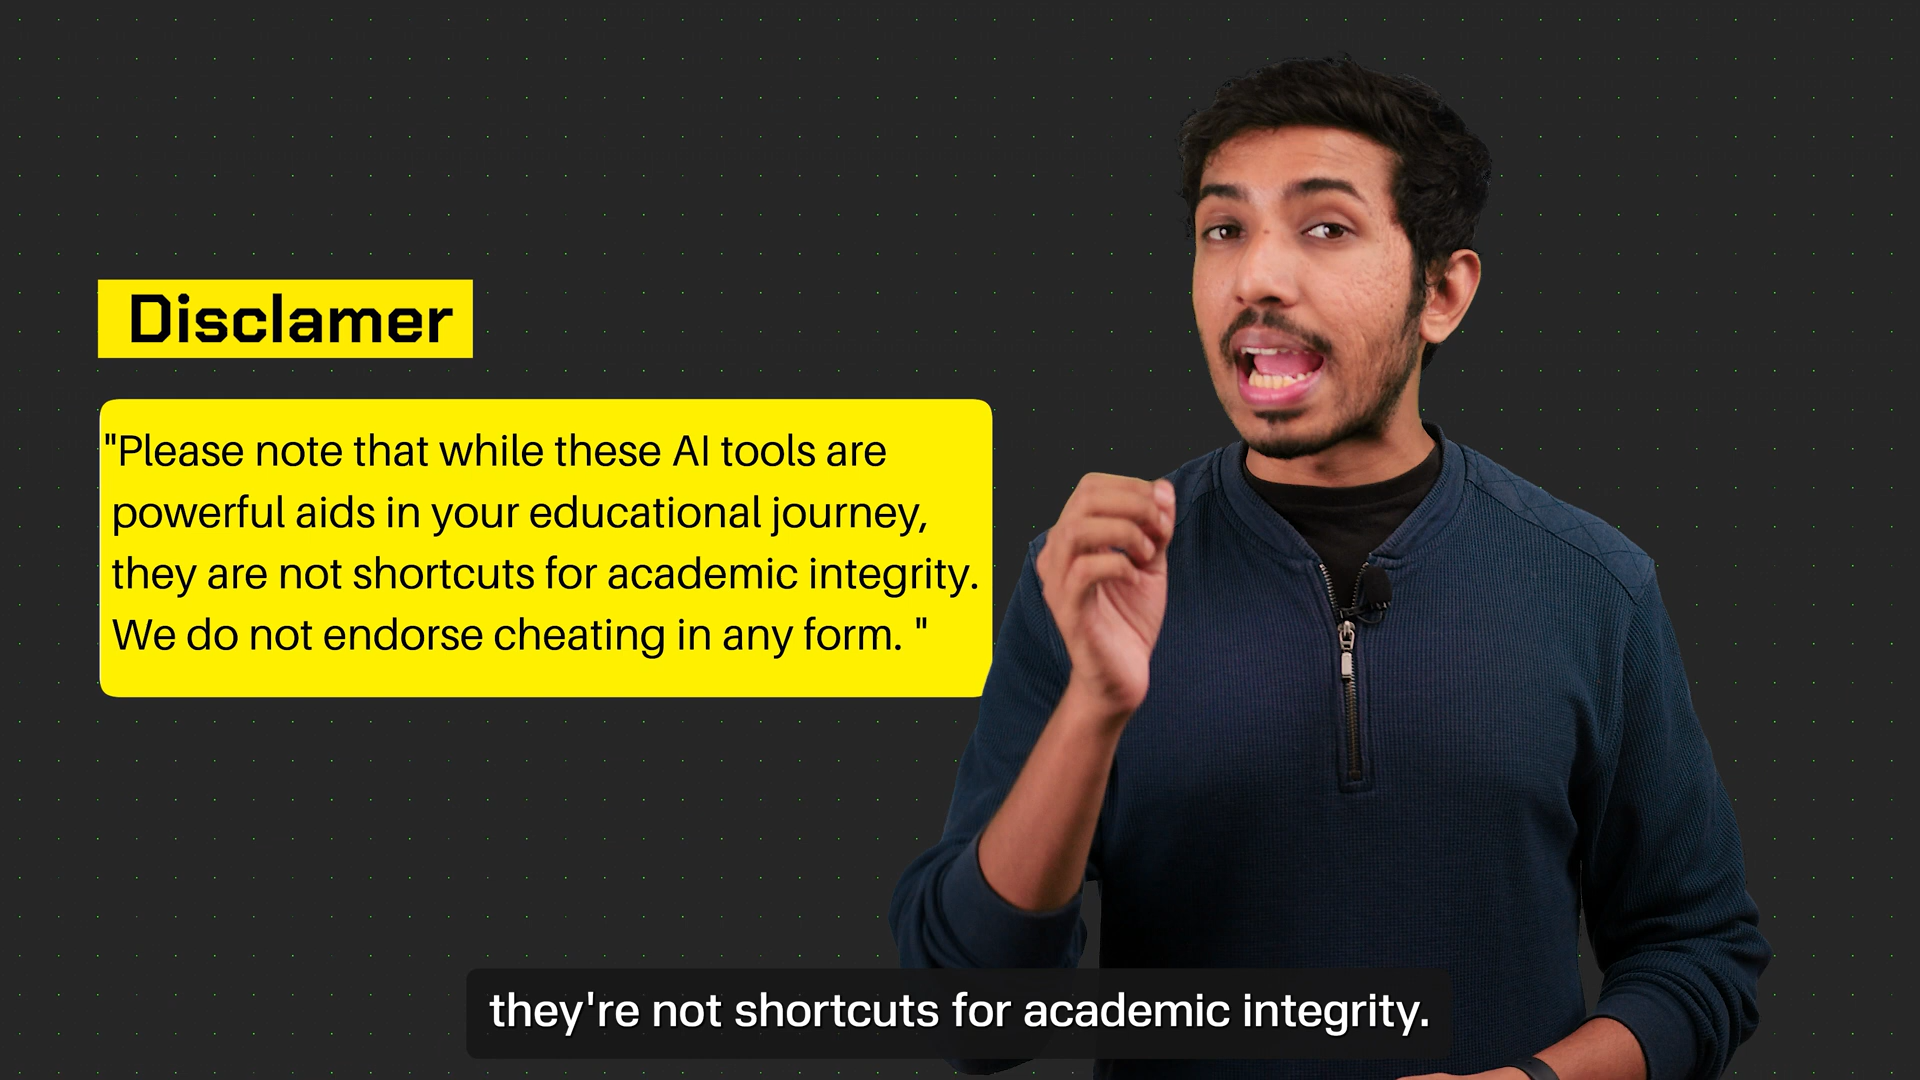 Disclamer
"Please note that while these AI tools are
powerful aids in your educational journey,
they are not shortcuts for academic integrity.
We do not endorse cheating in any form. "
they're not shortcuts for academic integrity.